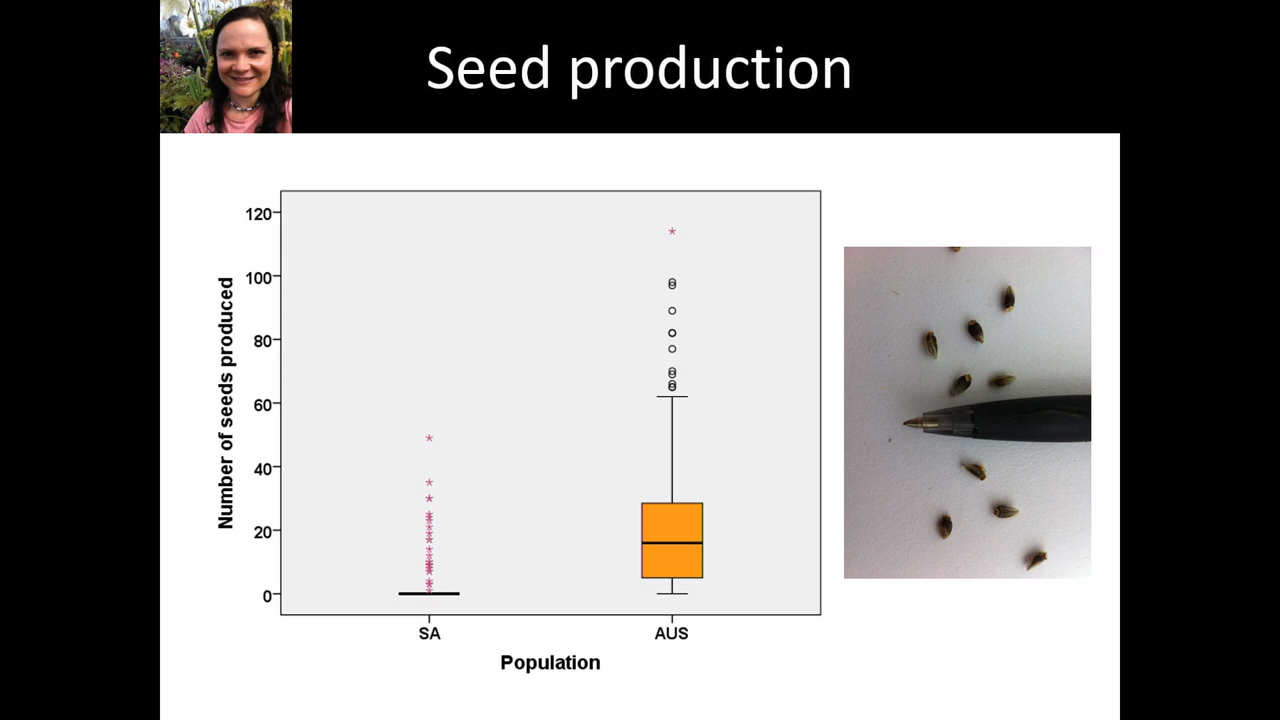 Seed production
120
100
80
60
40
20
0
Number of seeds produced
SA
AUS
Population